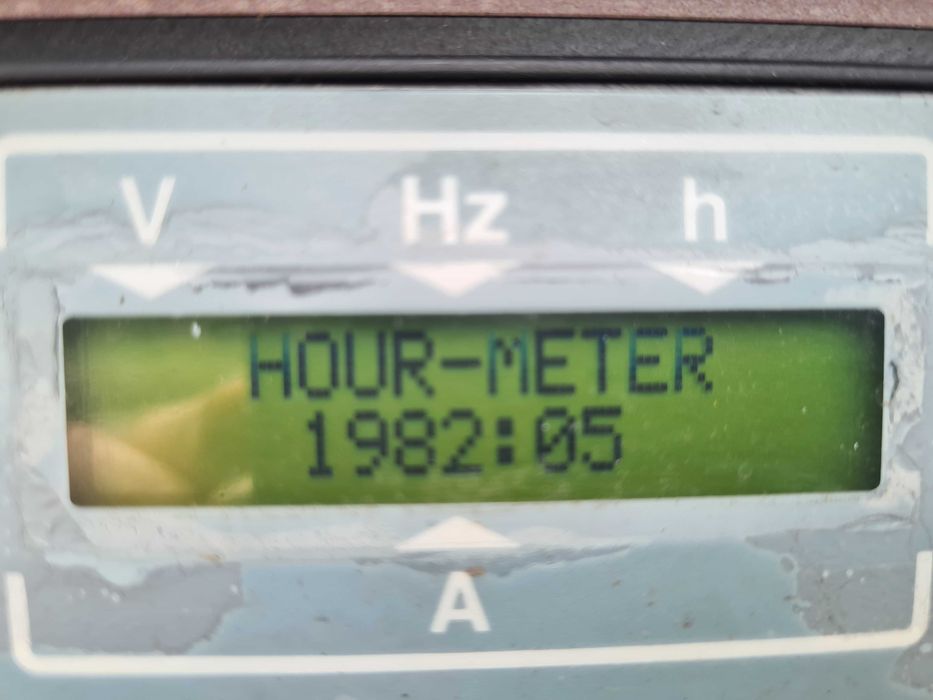 V Hz h
HOUR-METER
1982:05
A